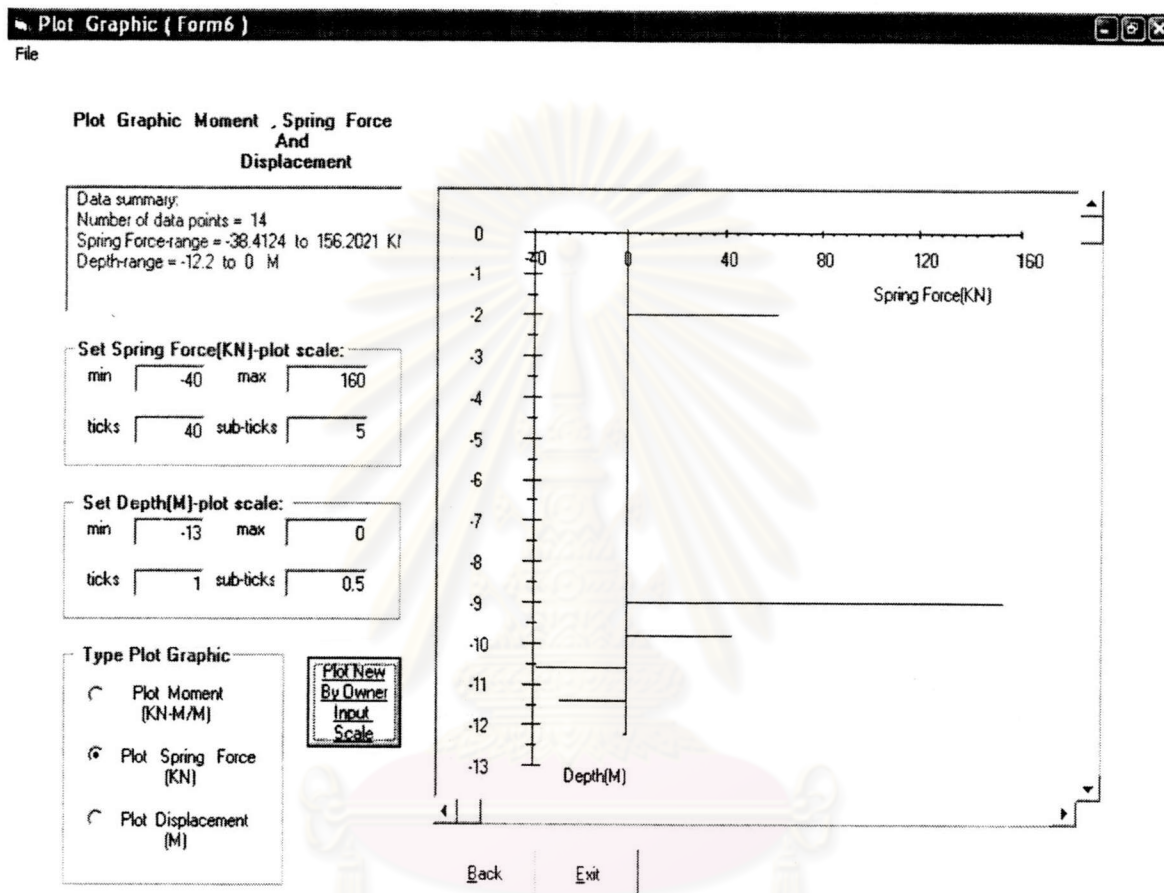 Plot Graphic ( Form6 )
File
Plot Graphic Moment , Spring Force
And
Displacement
Data summary:
Number of data points = 14
Spring Force-range = -38.4124 to 156.2021 KN
Depth-range = -12.2 to 0 M
Set Spring Force(KN)-plot scale:
min -40 max 160
ticks 40 sub-ticks 5
Set Depth(M)-plot scale:
min -13 max 0
ticks 1 sub-ticks 0.5
Type Plot Graphic
Plot Moment
(KN-M/M)
Plot Spring Force
(KN)
Plot Displacement
(M)
Plot New
By Owner
Input
Scale
0
-1
-2
-3
-4
-5
-6
-7
-8
-9
-10
-11
-12
-13
0 40 80 120 160
Spring Force(KN)
Depth(M)
Back Exit